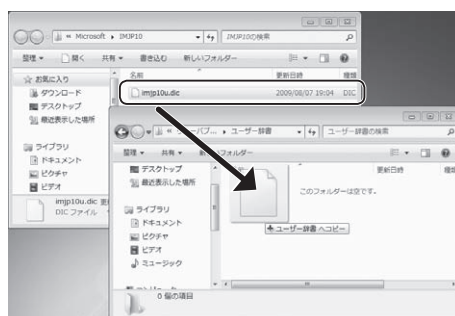 « Microsoft ▸ IMJP10
IMJP10の検索
整理 ▾ 開く 共有 ▾ 書き込む 新しいフォルダー
お気に入り
ダウンロード
デスクトップ
最近表示した場所
ライブラリ
ドキュメント
ピクチャ
ビデオ
名前 更新日時 種類
imjp10u.dic 2009/08/07 19:04 DIC
imjp10u.dic 更
DIC ファイル
▸ ユーザー辞書
ユーザー辞書の検索
整理 ▾ 共有 ▾ 新しいフォルダー
デスクトップ
最近表示した場所
ライブラリ
ドキュメント
ピクチャ
ビデオ
ミュージック
更新日時
このフォルダーは空です。
ユーザー辞書 へコピー
0 個の項目